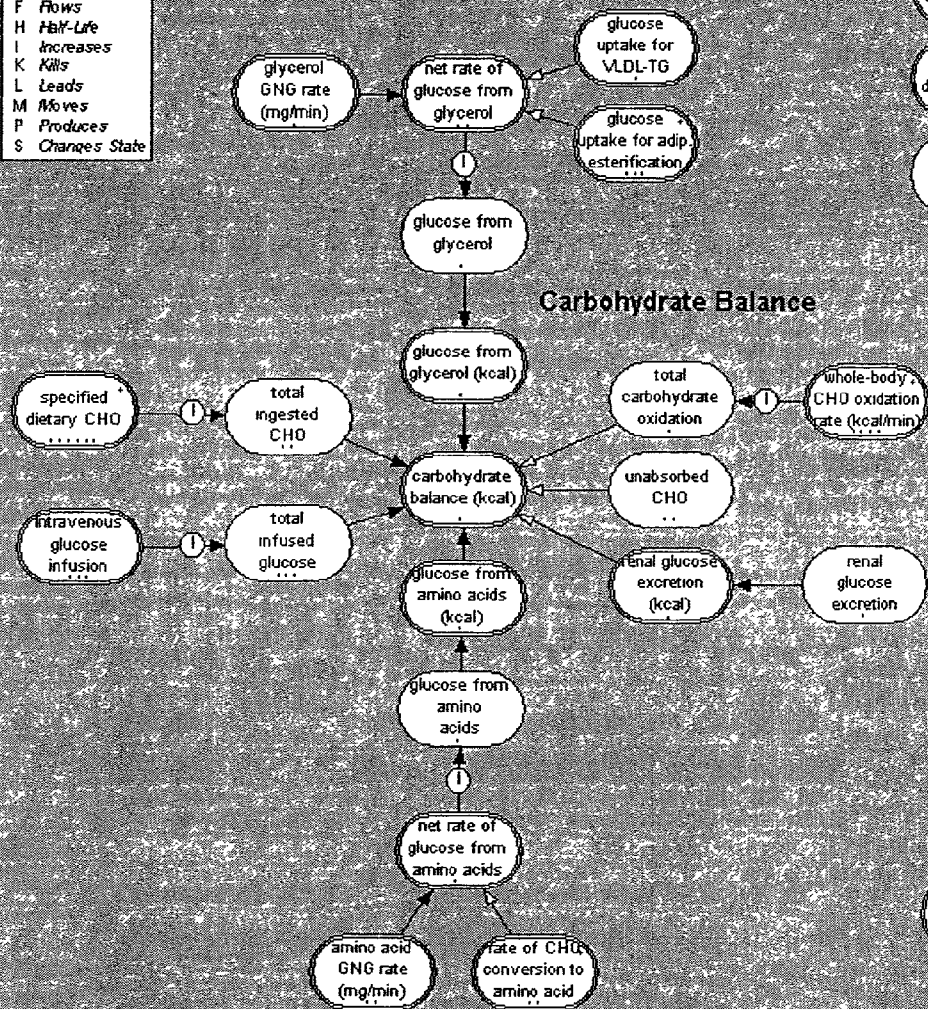 F Flows
H Half-Life
I Increases
K Kills
L Leads
M Moves
P Produces
S Changes State
glycerol
GNG rate
(mg/min)
net rate of
glucose from
glycerol
glucose
uptake for
VLDL-TG
glucose
uptake for adip.
esterification
I
glucose from
glycerol
Carbohydrate Balance
glucose from
glycerol (kcal)
specified
dietary CHO
I
total
ingested
CHO
total
carbohydrate
oxidation
I
whole-body
CHO oxidation
rate (kcal/min)
carbohydrate
balance (kcal)
unabsorbed
CHO
intravenous
glucose
infusion
I
total
infused
glucose
glucose from
amino acids
(kcal)
renal glucose
excretion
(kcal)
renal
glucose
excretion
glucose from
amino
acids
I
net rate of
glucose from
amino acids
amino acid
GNG rate
(mg/min)
rate of CHO
conversion to
amino acid